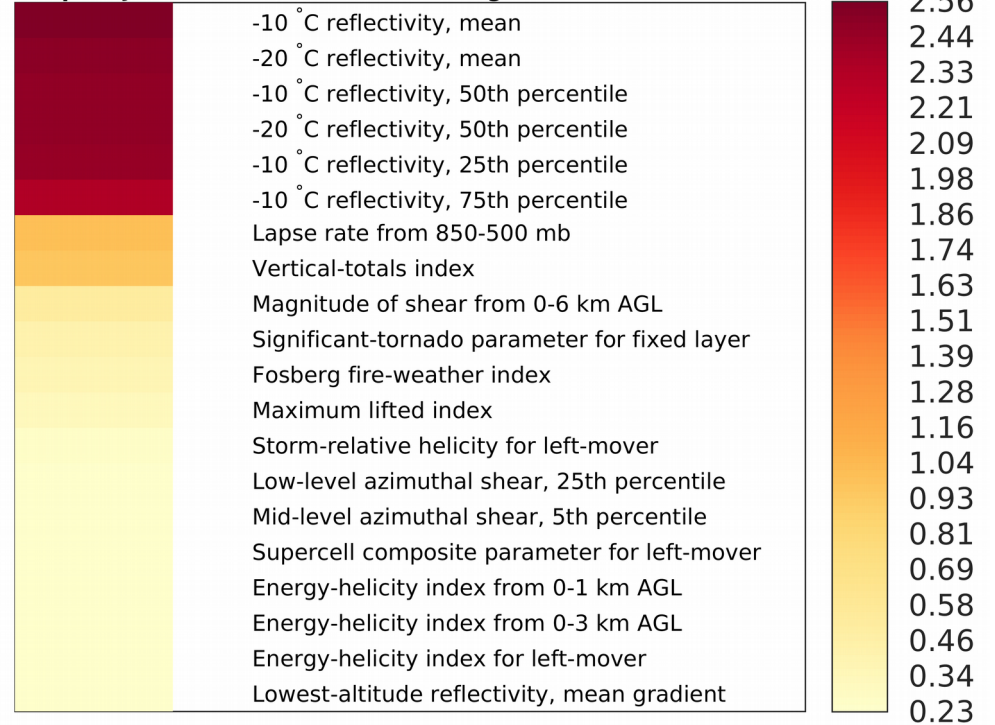 -10 °C reflectivity, mean
-20 °C reflectivity, mean
-10 °C reflectivity, 50th percentile
-20 °C reflectivity, 50th percentile
-10 °C reflectivity, 25th percentile
-10 °C reflectivity, 75th percentile
Lapse rate from 850-500 mb
Vertical-totals index
Magnitude of shear from 0-6 km AGL
Significant-tornado parameter for fixed layer
Fosberg fire-weather index
Maximum lifted index
Storm-relative helicity for left-mover
Low-level azimuthal shear, 25th percentile
Mid-level azimuthal shear, 5th percentile
Supercell composite parameter for left-mover
Energy-helicity index from 0-1 km AGL
Energy-helicity index from 0-3 km AGL
Energy-helicity index for left-mover
Lowest-altitude reflectivity, mean gradient
2.56
2.44
2.33
2.21
2.09
1.98
1.86
1.74
1.63
1.51
1.39
1.28
1.16
1.04
0.93
0.81
0.69
0.58
0.46
0.34
0.23